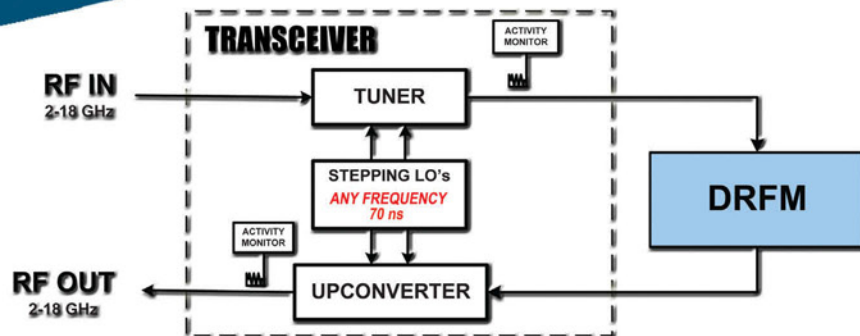 TRANSCEIVER
ACTIVITY
MONITOR
RF IN
2-18 GHz
TUNER
STEPPING LO's
ANY FREQUENCY
70 ns
DRFM
ACTIVITY
MONITOR
RF OUT
2-18 GHz
UPCONVERTER